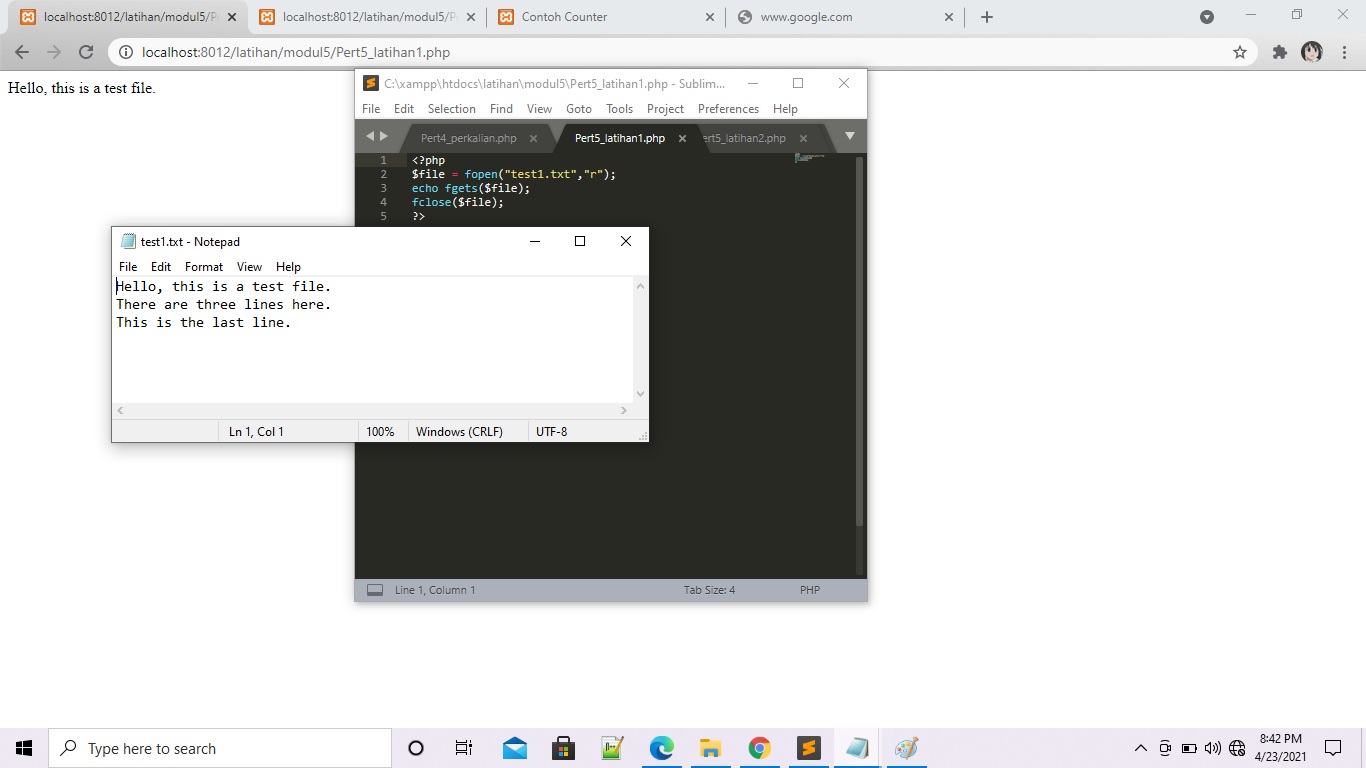 localhost:8012/latihan/modul5/P
localhost:8012/latihan/modul5/P
Contoh Counter
www.google.com
localhost:8012/latihan/modul5/Pert5_latihan1.php
Hello, this is a test file.
C:\xampp\htdocs\latihan\modul5\Pert5_latihan1.php - Sublim...
File Edit Selection Find View Goto Tools Project Preferences Help
Pert4_perkalian.php
Pert5_latihan1.php
ert5_latihan2.php
1 <?php
2 $file = fopen("test1.txt","r");
3 echo fgets($file);
4 fclose($file);
5 ?>
test1.txt - Notepad
File Edit Format View Help
Hello, this is a test file.
There are three lines here.
This is the last line.
Ln 1, Col 1 100% Windows (CRLF) UTF-8
Line 1, Column 1 Tab Size: 4 PHP
Type here to search
8:42 PM
4/23/2021